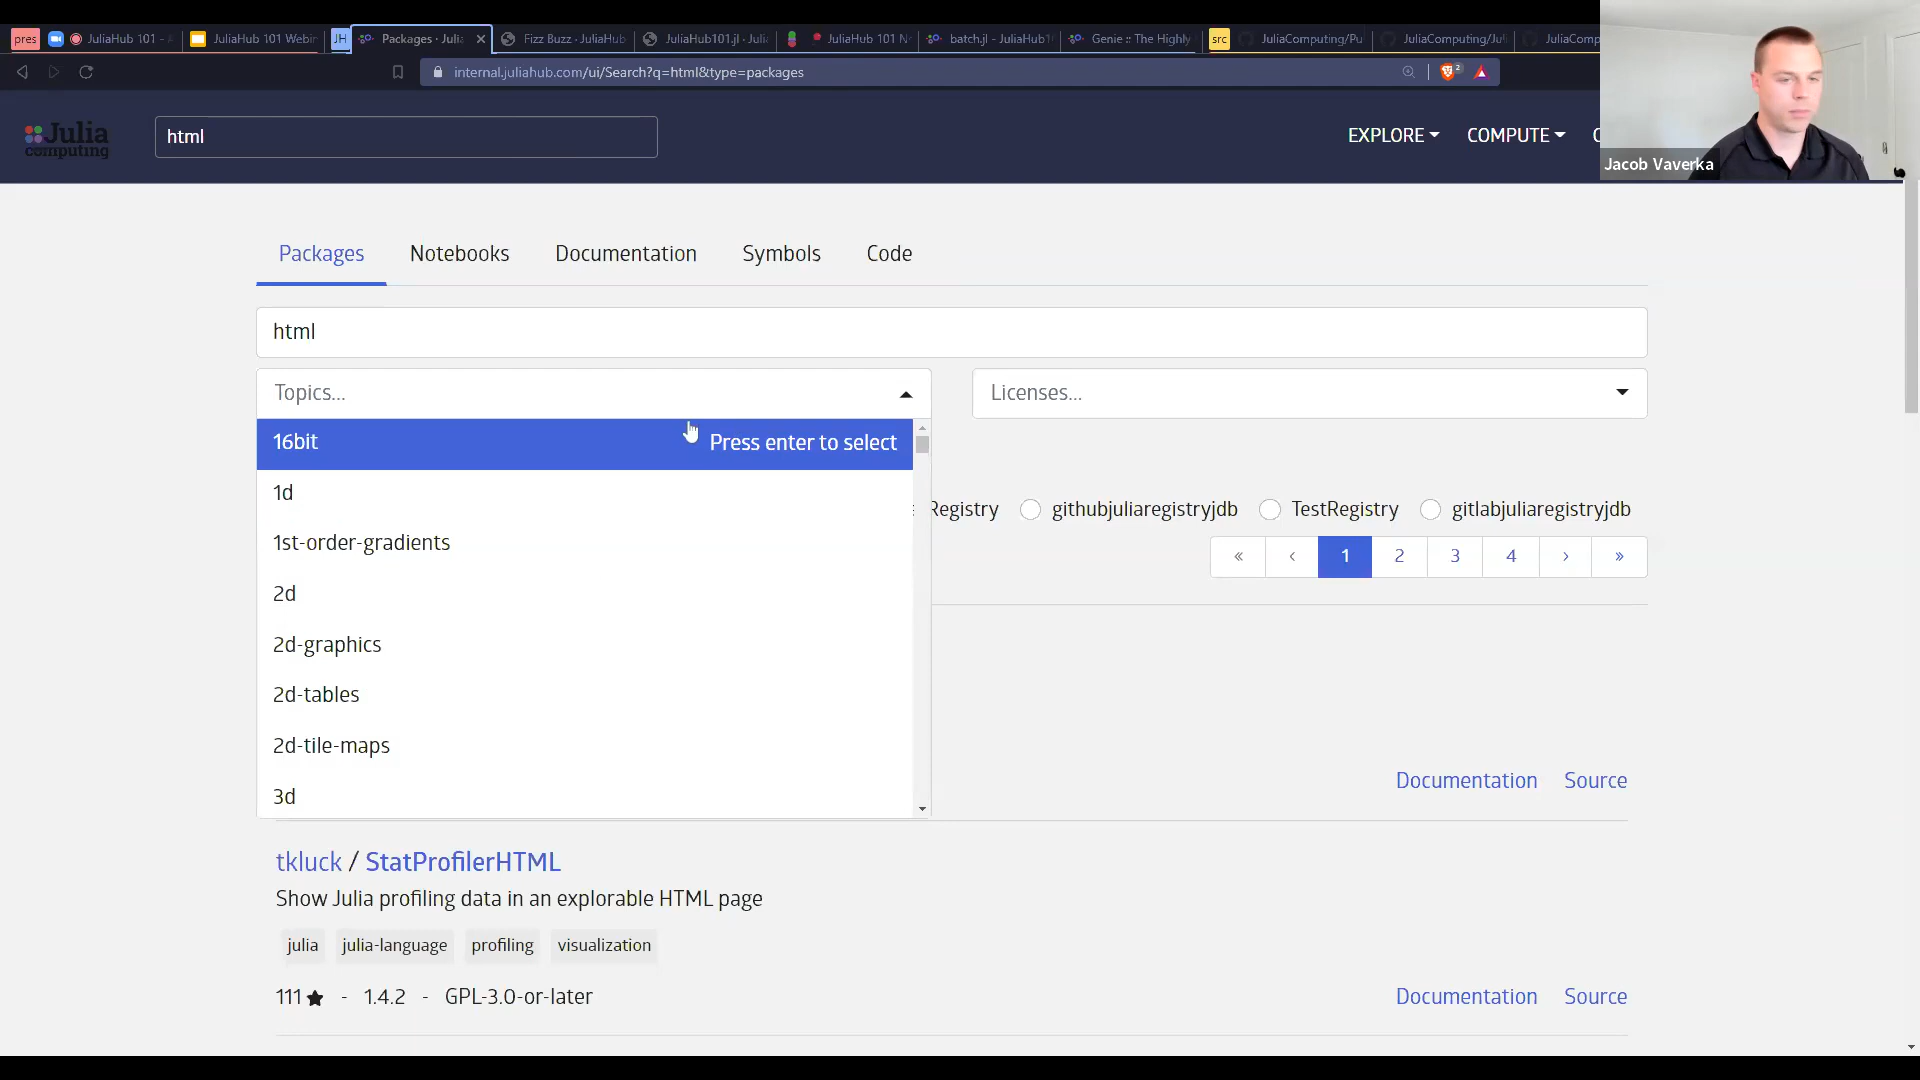 pres JuliaHub 101 - JuliaHub 101 Webin JH Packages · Julia Fizz Buzz · JuliaHub JuliaHub101.jl · Juli JuliaHub 101 N batch.jl - JuliaHub1 Genie :: The Highly src JuliaComputing/Pu JuliaComputing/Jul JuliaComp
internal.juliahub.com/ui/Search?q=html&type=packages 2
Julia computing
html
EXPLORE COMPUTE C
Jacob Vaverka
Packages Notebooks Documentation Symbols Code
html
Topics... Licenses...
16bit Press enter to select
1d
Registry githubjuliaregistryjdb TestRegistry gitlabjuliaregistryjdb
1st-order-gradients
« ‹ 1 2 3 4 › »
2d
2d-graphics
2d-tables
2d-tile-maps
3d
Documentation Source
tkluck / StatProfilerHTML
Show Julia profiling data in an explorable HTML page
julia julia-language profiling visualization
111 ★ - 1.4.2 - GPL-3.0-or-later
Documentation Source